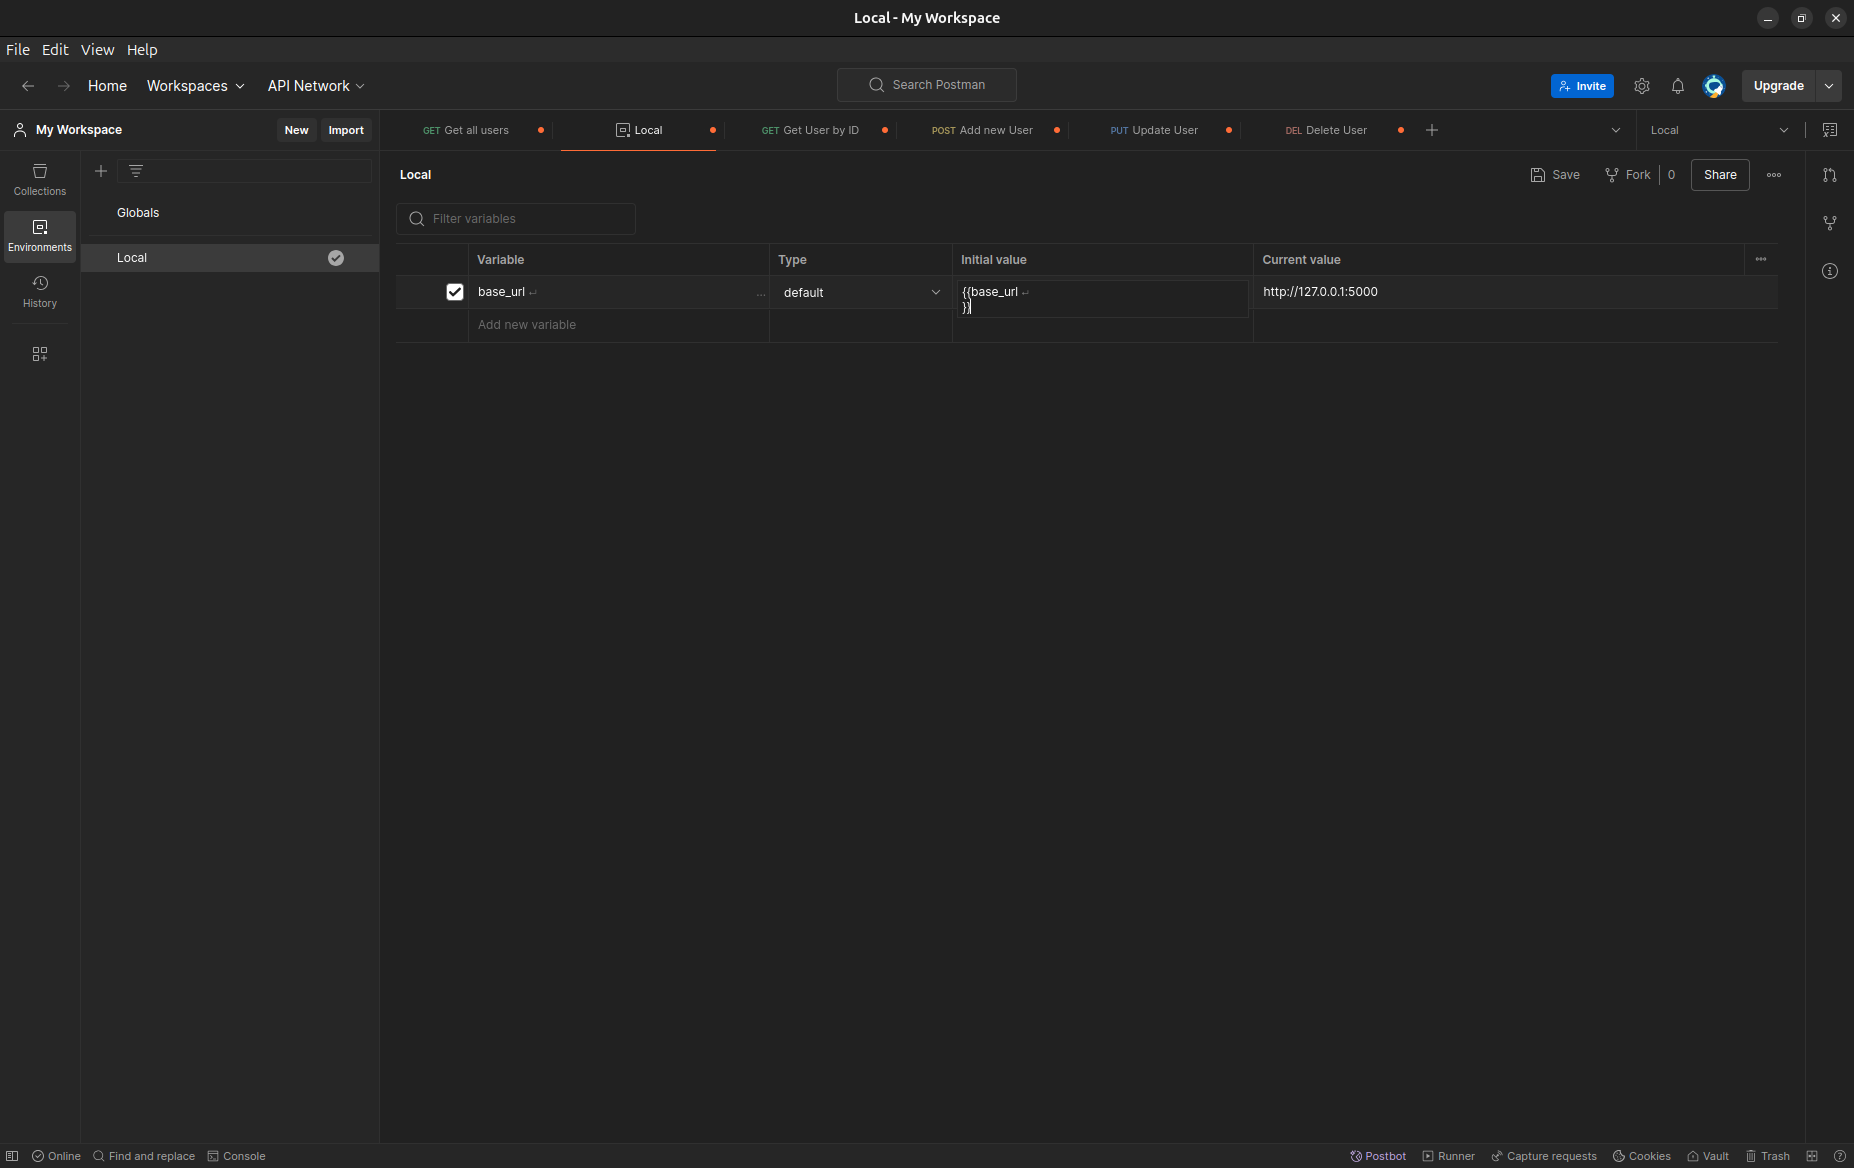 Local - My Workspace
File Edit View Help
Home Workspaces API Network Search Postman Invite Upgrade
My Workspace New Import GET Get all users Local GET Get User by ID POST Add new User PUT Update User DEL Delete User Local
Collections
Environments
History
Globals
Local
Local Save Fork 0 Share
Filter variables
Variable Type Initial value Current value
base_url ↵ ... default {{base_url ↵ http://127.0.0.1:5000
}}
Add new variable
Online Find and replace Console Postbot Runner Capture requests Cookies Vault Trash